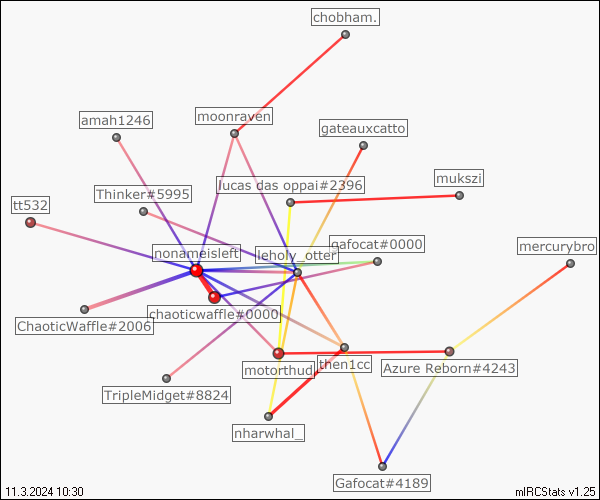 chobham.
amah1246
moonraven
gateauxcatto
mukszi
lucas das oppai#2396
Thinker#5995
tt532
mercurybro
gafocat#0000
nonameisleft
leholy_otter
chaoticwaffle#0000
ChaoticWaffle#2006
motorthud
then1cc
Azure Reborn#4243
TripleMidget#8824
nharwhal_
Gafocat#4189
11.3.2024 10:30
mIRCStats v1.25